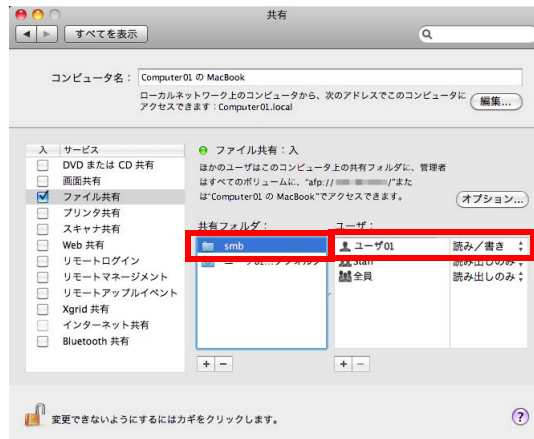 共有
すべてを表示
コンピュータ名： Computer01 の MacBook
ローカルネットワーク上のコンピュータから、次のアドレスでこのコンピュータに
アクセスできます：Computer01.local
編集...
入 サービス
DVD または CD 共有
画面共有
ファイル共有
プリンタ共有
スキャナ共有
Web 共有
リモートログイン
リモートマネージメント
リモートアップルイベント
Xgrid 共有
インターネット共有
Bluetooth 共有
ファイル共有：入
ほかのユーザはこのコンピュータ上の共有フォルダに、管理者
はすべてのボリュームに、“afp:// /”また
は“Computer01 の MacBook”でアクセスできます。
オプション...
共有フォルダ：
smb
ユーザ：
ユーザ01 読み／書き
staff 読み出しのみ
全員 読み出しのみ
+ −
+ −
変更できないようにするにはカギをクリックします。
?